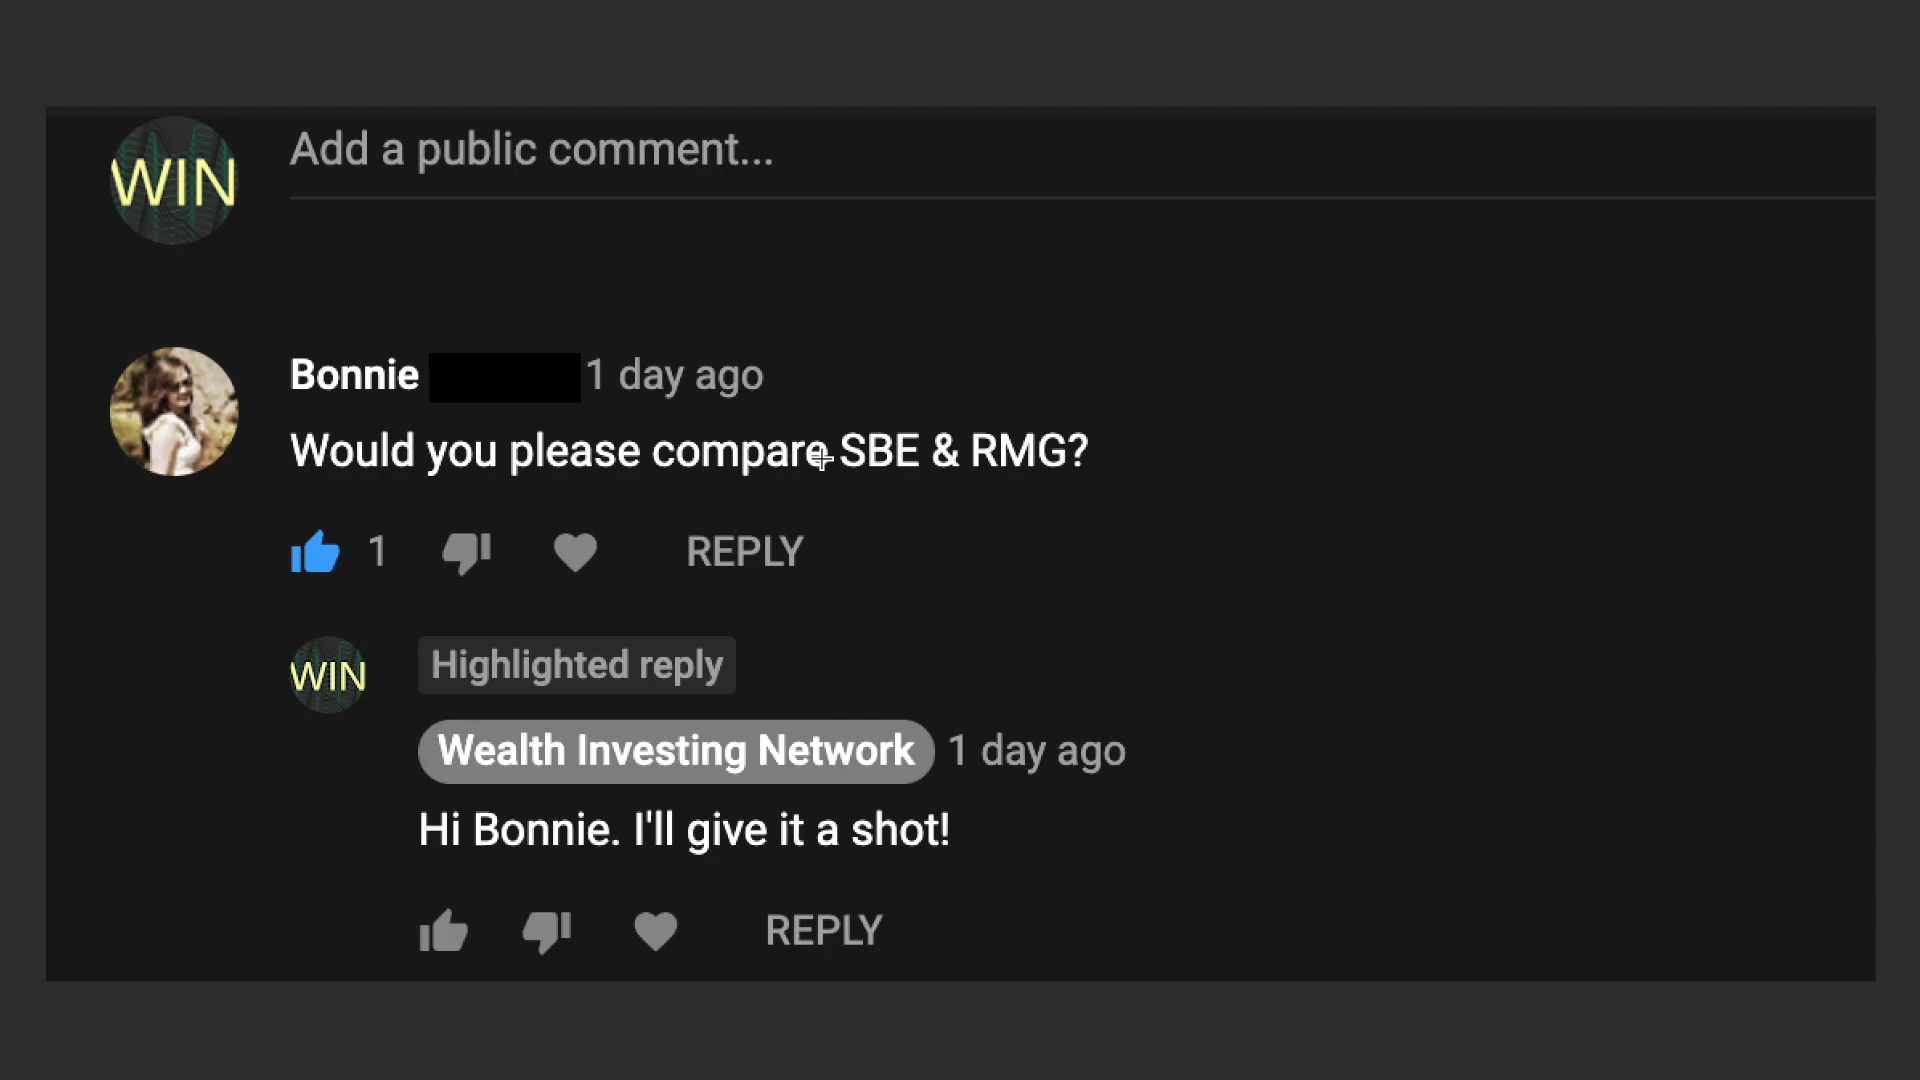 WIN
Add a public comment...
Bonnie 1 day ago
Would you please compare SBE & RMG?
1
REPLY
WIN
Highlighted reply
Wealth Investing Network 1 day ago
Hi Bonnie. I'll give it a shot!
REPLY